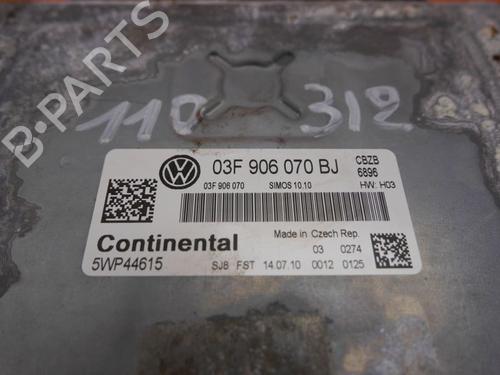 B-PARTS
110 312
03F 906 070 BJ CBZB
6896
03F 906 070 SIMOS 10.10 HW: H03
Continental Made in Czech Rep.
03 0274
5WP44615 SJ8 FST 14.07.10 0012 0125